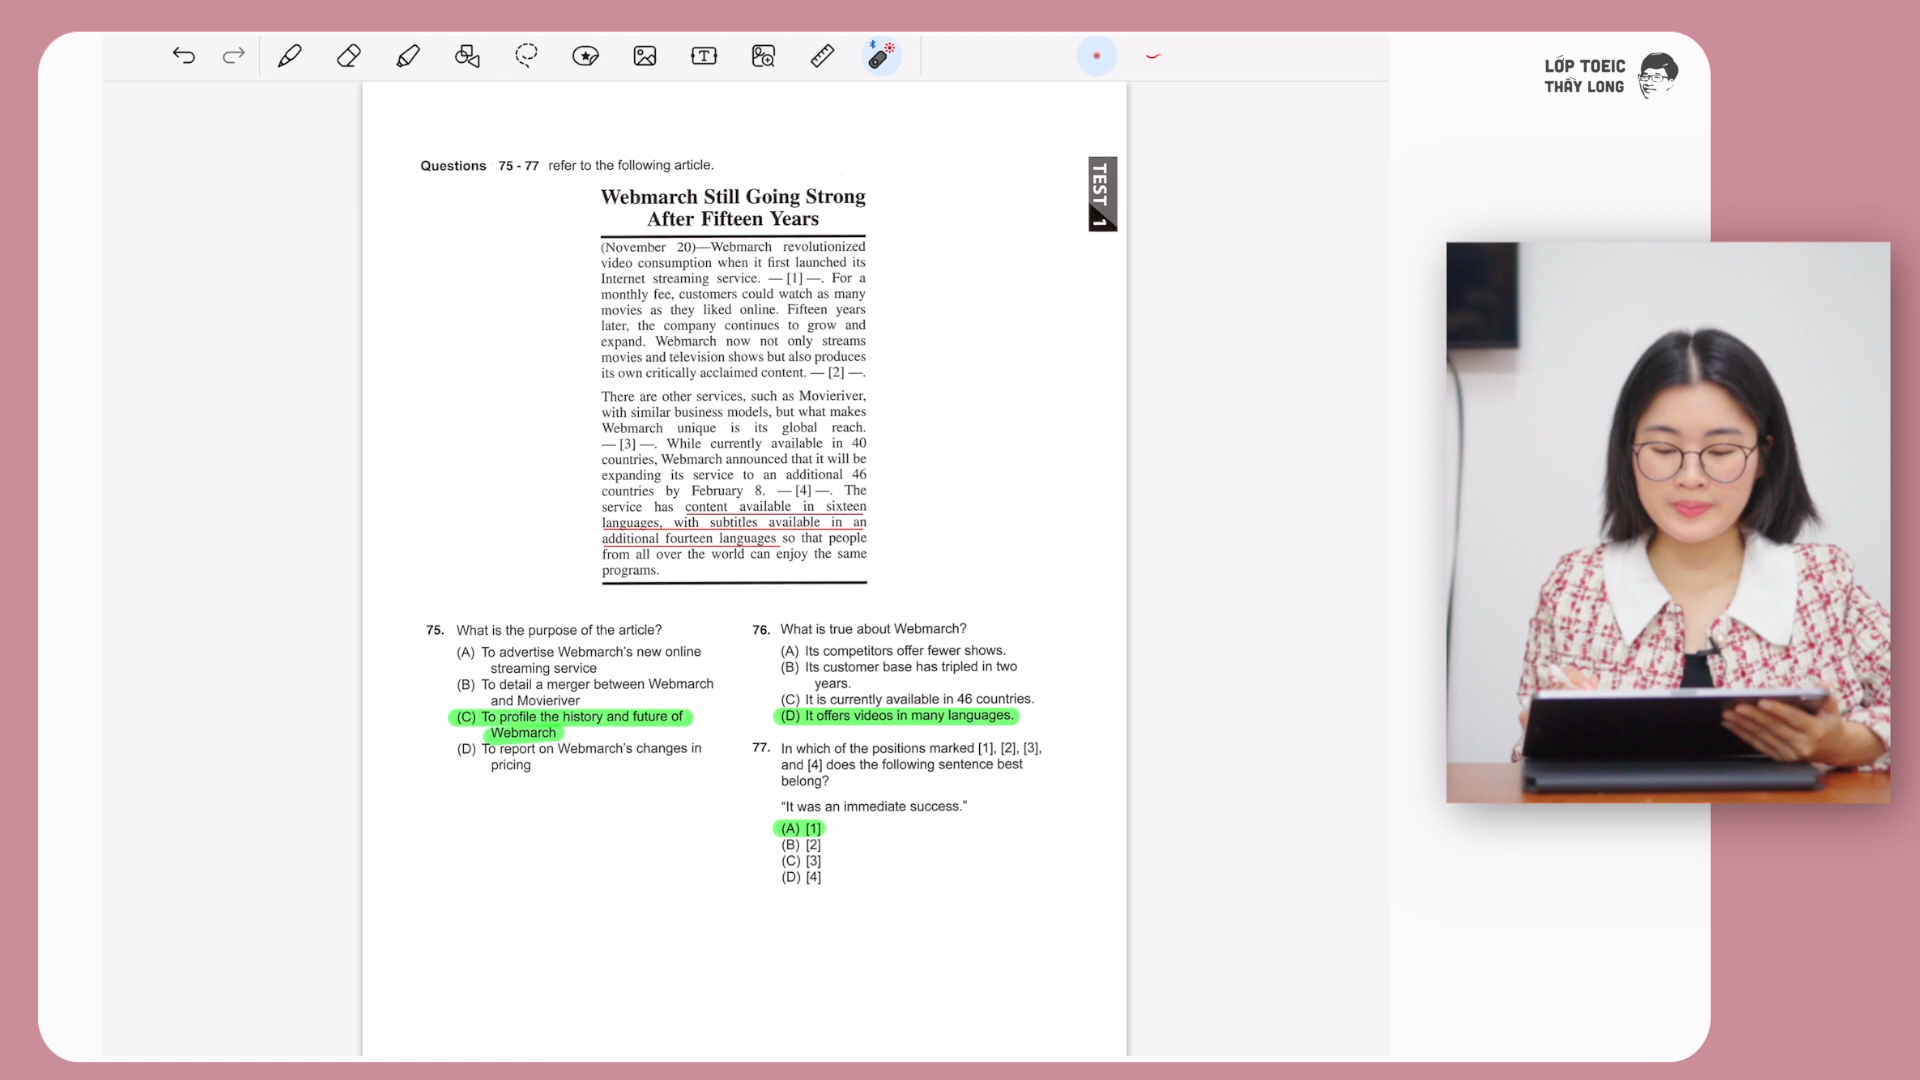 LỚP TOEIC
THẦY LONG
Questions 75 - 77 refer to the following article.
TEST 1
Webmarch Still Going Strong
After Fifteen Years
(November 20)—Webmarch revolutionized
video consumption when it first launched its
Internet streaming service. — [1] —. For a
monthly fee, customers could watch as many
movies as they liked online. Fifteen years
later, the company continues to grow and
expand. Webmarch now not only streams
movies and television shows but also produces
its own critically acclaimed content. — [2] —.
There are other services, such as Movieriver,
with similar business models, but what makes
Webmarch unique is its global reach.
— [3] —. While currently available in 40
countries, Webmarch announced that it will be
expanding its service to an additional 46
countries by February 8. — [4] —. The
service has content available in sixteen
languages, with subtitles available in an
additional fourteen languages so that people
from all over the world can enjoy the same
programs.
75. What is the purpose of the article?
(A) To advertise Webmarch's new online
streaming service
(B) To detail a merger between Webmarch
and Movieriver
(C) To profile the history and future of
Webmarch
(D) To report on Webmarch's changes in
pricing
76. What is true about Webmarch?
(A) Its competitors offer fewer shows.
(B) Its customer base has tripled in two
years.
(C) It is currently available in 46 countries.
(D) It offers videos in many languages.
77. In which of the positions marked [1], [2], [3],
and [4] does the following sentence best
belong?
"It was an immediate success."
(A) [1]
(B) [2]
(C) [3]
(D) [4]